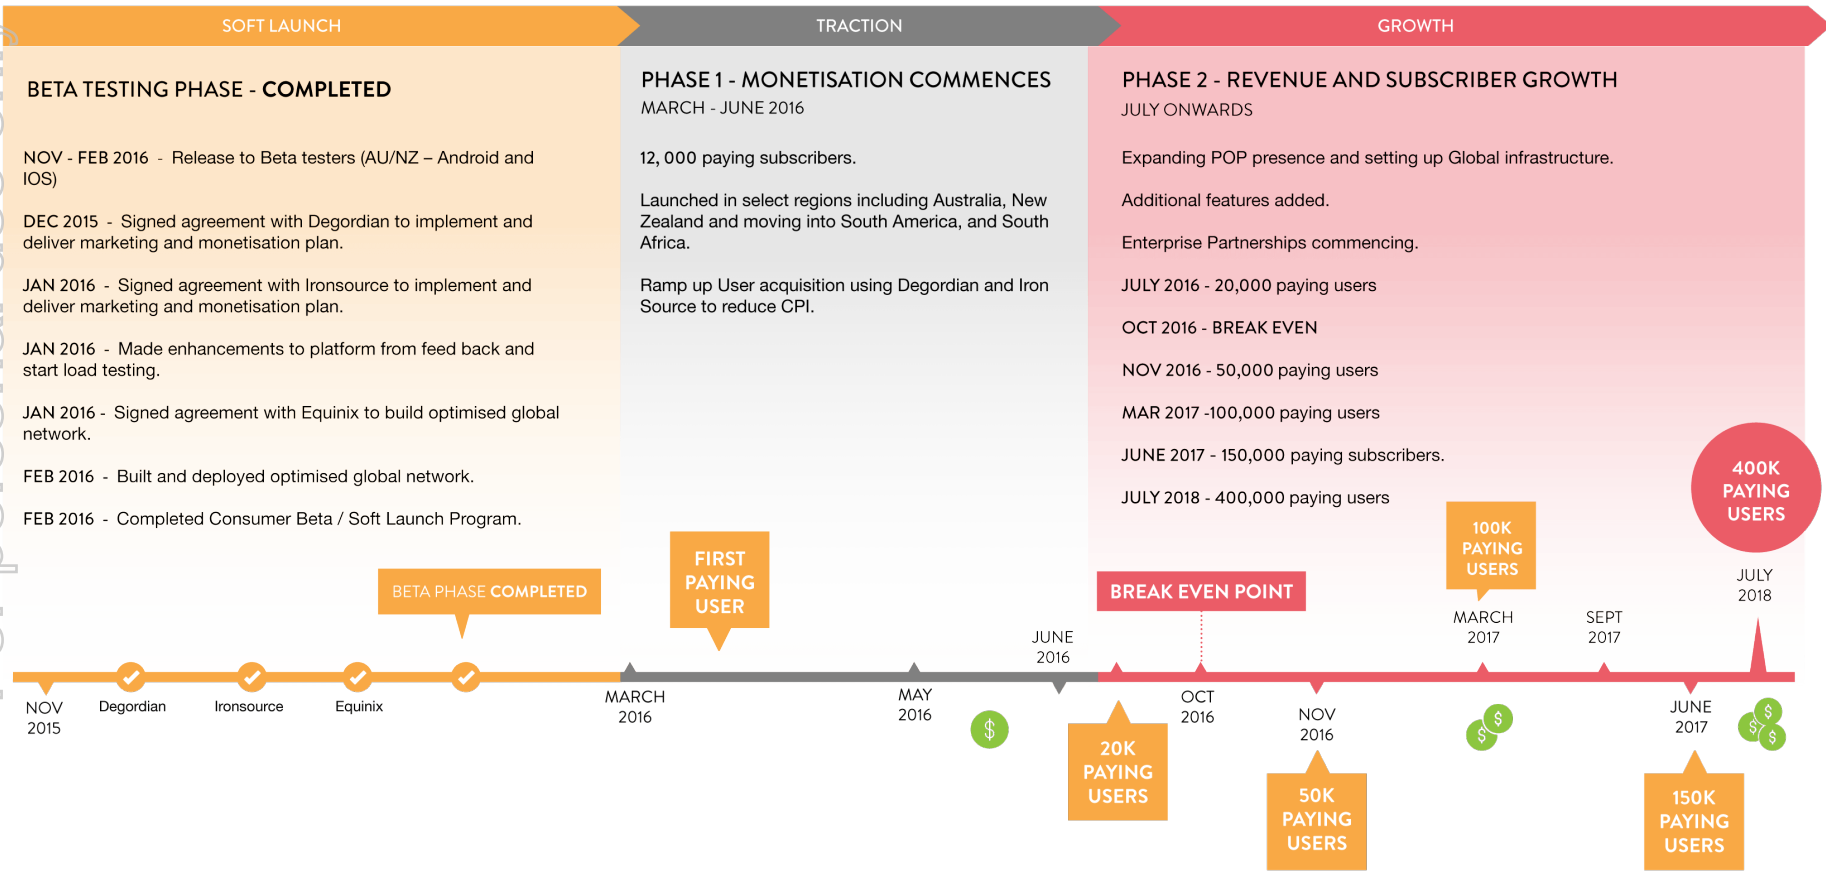 SOFT LAUNCH
TRACTION
GROWTH
BETA TESTING PHASE - COMPLETED
NOV - FEB 2016 - Release to Beta testers (AU/NZ – Android and
IOS)
DEC 2015 - Signed agreement with Degordian to implement and
deliver marketing and monetisation plan.
JAN 2016 - Signed agreement with Ironsource to implement and
deliver marketing and monetisation plan.
JAN 2016 - Made enhancements to platform from feed back and
start load testing.
JAN 2016 - Signed agreement with Equinix to build optimised global
network.
FEB 2016 - Built and deployed optimised global network.
FEB 2016 - Completed Consumer Beta / Soft Launch Program.
PHASE 1 - MONETISATION COMMENCES
MARCH - JUNE 2016
12, 000 paying subscribers.
Launched in select regions including Australia, New
Zealand and moving into South America, and South
Africa.
Ramp up User acquisition using Degordian and Iron
Source to reduce CPI.
PHASE 2 - REVENUE AND SUBSCRIBER GROWTH
JULY ONWARDS
Expanding POP presence and setting up Global infrastructure.
Additional features added.
Enterprise Partnerships commencing.
JULY 2016 - 20,000 paying users
OCT 2016 - BREAK EVEN
NOV 2016 - 50,000 paying users
MAR 2017 -100,000 paying users
JUNE 2017 - 150,000 paying subscribers.
JULY 2018 - 400,000 paying users
BETA PHASE COMPLETED
FIRST
PAYING
USER
BREAK EVEN POINT
100K
PAYING
USERS
400K
PAYING
USERS
JUNE
2016
MARCH
2017
SEPT
2017
JULY
2018
NOV
2015
Degordian
Ironsource
Equinix
MARCH
2016
MAY
2016
$
20K
PAYING
USERS
OCT
2016
NOV
2016
50K
PAYING
USERS
$ $
JUNE
2017
150K
PAYING
USERS
$ $ $